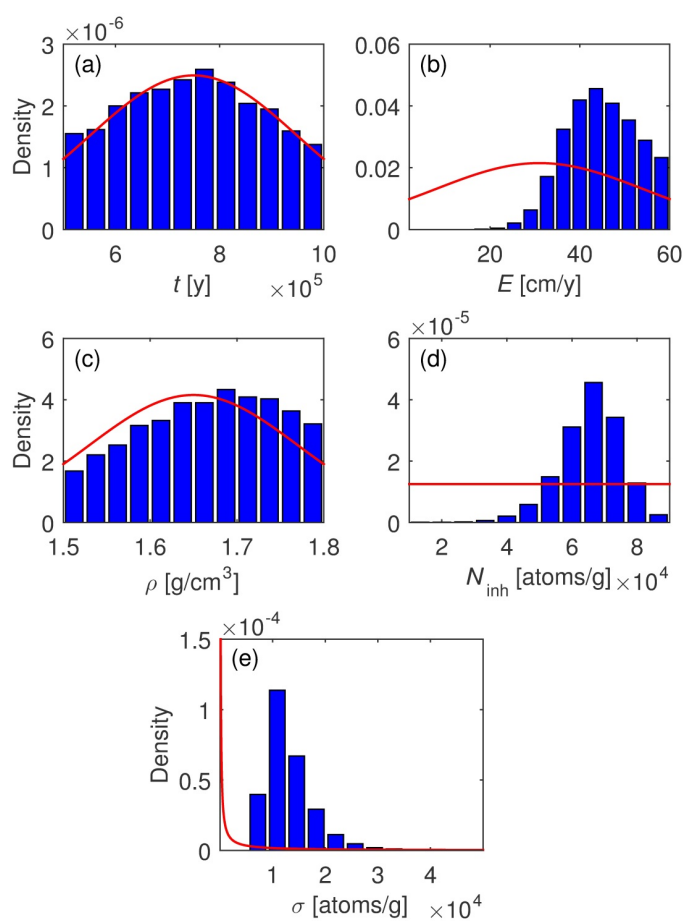 ×10⁻⁶
3
2
1
0
Density
(a)
6 8 10
t [y] ×10⁵
0.06
0.04
0.02
0
(b)
20 40 60
E [cm/y]
6
4
2
0
Density
(c)
1.5 1.6 1.7 1.8
ρ [g/cm³]
×10⁻⁵
6
4
2
0
(d)
2 4 6 8
N_inh [atoms/g] ×10⁴
×10⁻⁴
1.5
1
0.5
0
Density
(e)
1 2 3 4
σ [atoms/g] ×10⁴